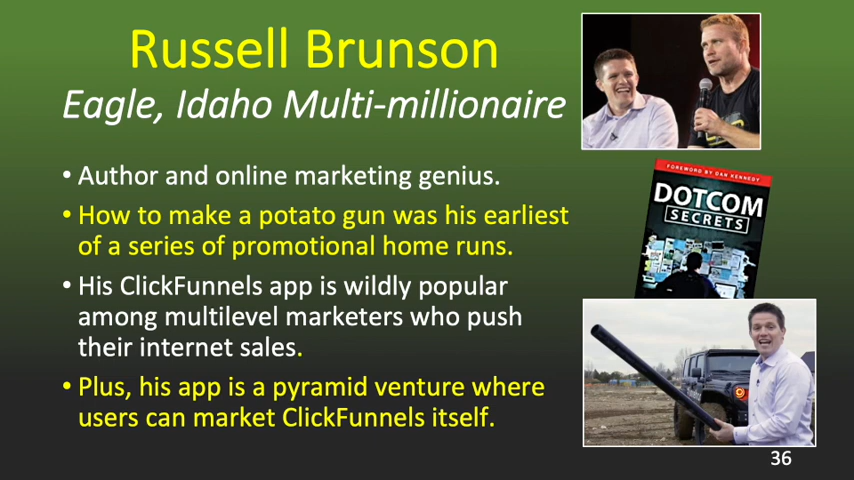 Russell Brunson
Eagle, Idaho Multi-millionaire
• Author and online marketing genius.
• How to make a potato gun was his earliest
of a series of promotional home runs.
• His ClickFunnels app is wildly popular
among multilevel marketers who push
their internet sales.
• Plus, his app is a pyramid venture where
users can market ClickFunnels itself.
FOREWORD BY DAN KENNEDY
DOTCOM
SECRETS
36